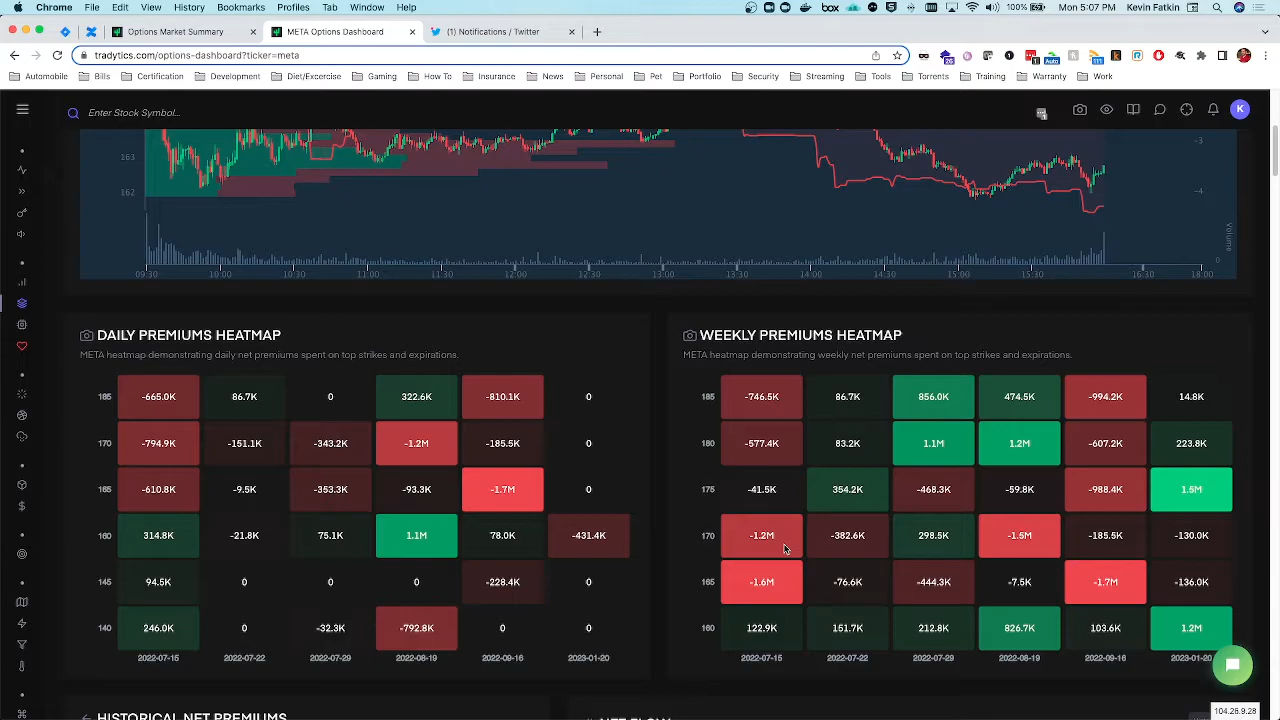 Chrome File Edit View History Bookmarks Profiles Tab Window Help 100% Mon 5:07 PM Kevin Fatkin
Options Market Summary META Options Dashboard (1) Notifications / Twitter
tradytics.com/options-dashboard?ticker=meta
Automobile Bills Certification Development Diet/Excercise Gaming How To Insurance News Personal Pet Portfolio Security Streaming Tools Torrents Training Warranty Work
Enter Stock Symbol... K
163 -3
162 -4
Volume
0
09:30 10:00 10:30 11:00 11:30 12:00 12:30 13:00 14:00 14:30 15:00 15:30 16:30 18:00
DAILY PREMIUMS HEATMAP
META heatmap demonstrating daily net premiums spent on top strikes and expirations.
185 -665.0K 86.7K 0 322.6K -810.1K 0
170 -794.9K -151.1K -343.2K -1.2M -185.5K 0
165 -610.8K -9.5K -353.3K -93.3K -1.7M 0
160 314.8K -21.8K 75.1K 1.1M 78.0K -431.4K
145 94.5K 0 0 0 -228.4K 0
140 246.0K 0 -32.3K -792.8K 0 0
2022-07-15 2022-07-22 2022-07-29 2022-08-19 2022-09-16 2023-01-20
WEEKLY PREMIUMS HEATMAP
META heatmap demonstrating weekly net premiums spent on top strikes and expirations.
185 -746.5K 86.7K 856.0K 474.5K -994.2K 14.8K
180 -577.4K 83.2K 1.1M 1.2M -607.2K 223.8K
175 -41.5K 354.2K -468.3K -59.8K -988.4K 1.5M
170 -1.2M -382.6K 298.5K -1.5M -185.5K -130.0K
165 -1.6M -76.6K -444.3K -7.5K -1.7M -136.0K
160 122.9K 151.7K 212.8K 826.7K 103.6K 1.2M
2022-07-15 2022-07-22 2022-07-29 2022-08-19 2022-09-16 2023-01-20
HISTORICAL NET PREMIUMS
NET FLOW
104.26.9.28